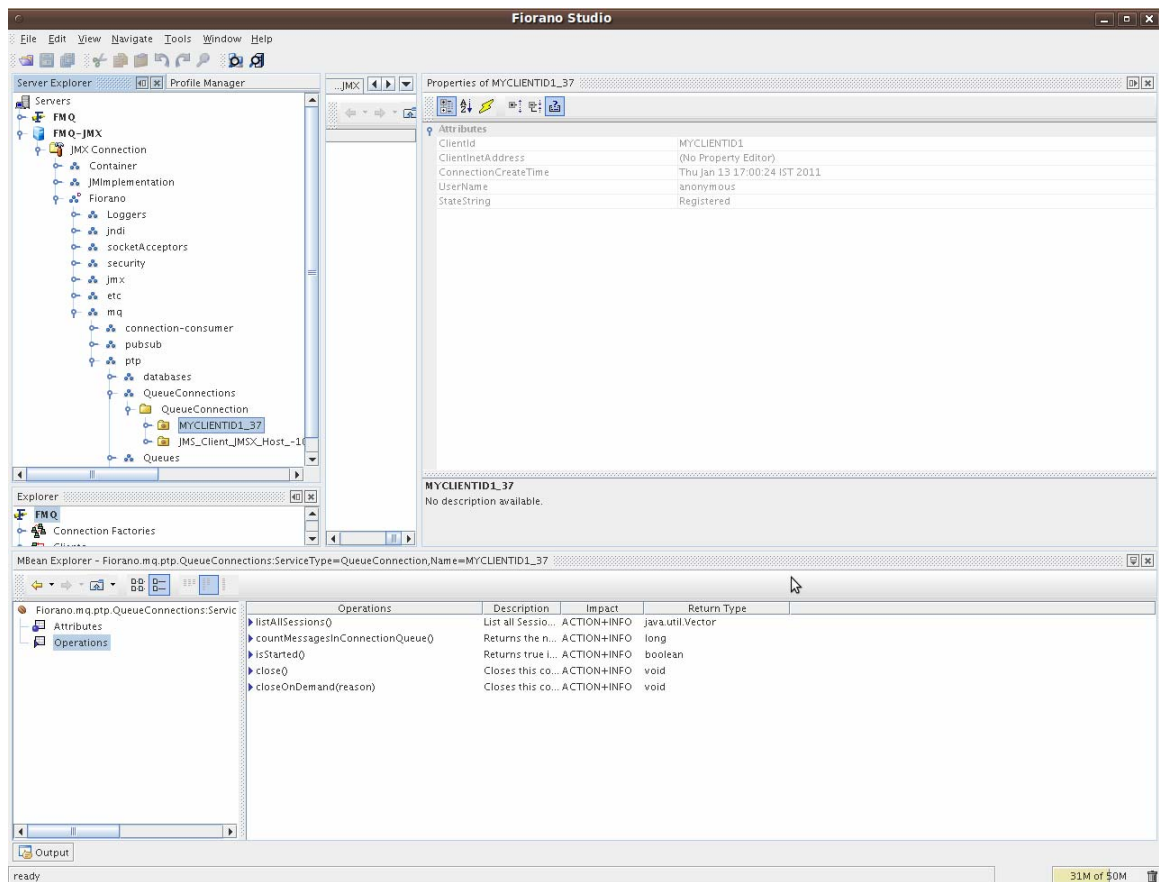 Fiorano Studio
File Edit View Navigate Tools Window Help
Server Explorer
Profile Manager
Servers
FMQ
FMQ-JMX
JMX Connection
Container
JMImplementation
Fiorano
Loggers
jndi
socketAcceptors
security
jmx
etc
mq
connection-consumer
pubsub
ptp
databases
QueueConnections
QueueConnection
MYCLIENTID1_37
JMS_Client_JMSX_Host_-10
Queues
Explorer
FMQ
Connection Factories
...JMX
Properties of MYCLIENTID1_37
Attributes
ClientId MYCLIENTID1
ClientInetAddress (No Property Editor)
ConnectionCreateTime Thu Jan 13 17:00:24 IST 2011
UserName anonymous
StateString Registered
MYCLIENTID1_37
No description available.
MBean Explorer - Fiorano.mq.ptp.QueueConnections:ServiceType=QueueConnection,Name=MYCLIENTID1_37
Fiorano.mq.ptp.QueueConnections:Servic
Attributes
Operations
Operations Description Impact Return Type
listAllSessions() List all Sessio... ACTION+INFO java.util.Vector
countMessagesInConnectionQueue() Returns the n... ACTION+INFO long
isStarted() Returns true i... ACTION+INFO boolean
close() Closes this co... ACTION+INFO void
closeOnDemand(reason) Closes this co... ACTION+INFO void
Output
ready
31M of 50M